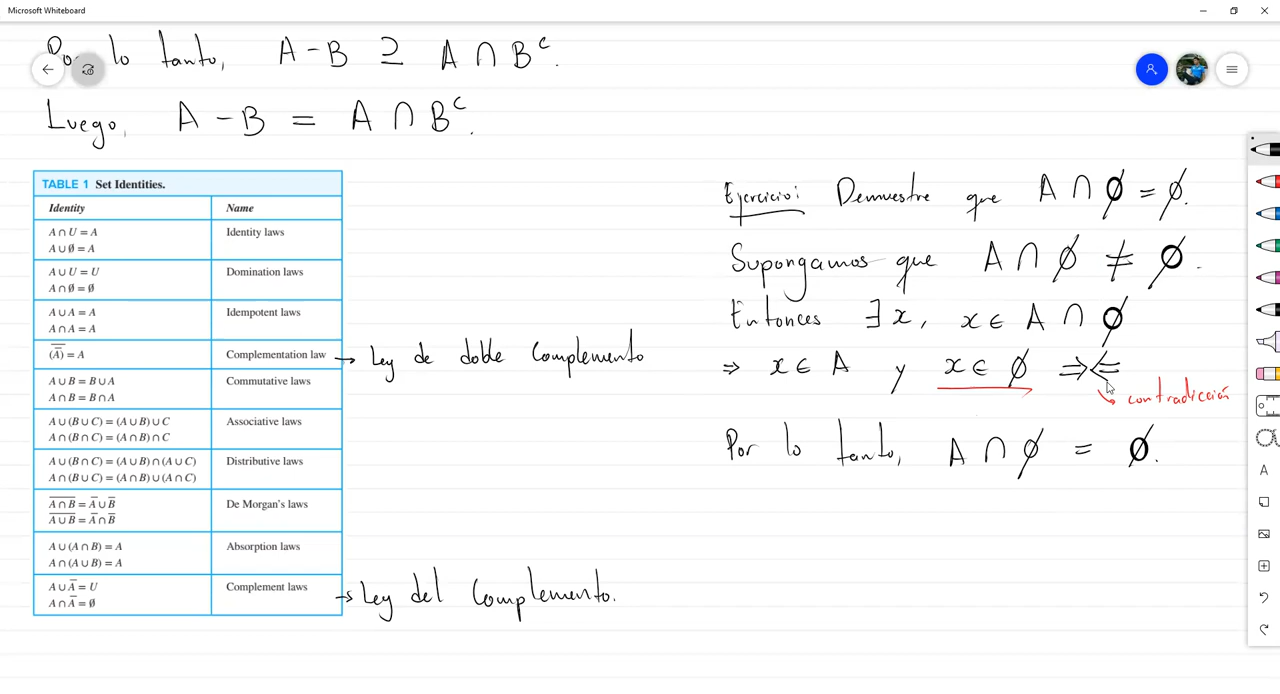 Microsoft Whiteboard
Por lo tanto, A - B ⊇ A ∩ Bᶜ.
Luego, A - B = A ∩ Bᶜ.
TABLE 1 Set Identities.
Identity Name
A ∩ U = A
A ∪ ∅ = A
Identity laws
A ∪ U = U
A ∩ ∅ = ∅
Domination laws
A ∪ A = A
A ∩ A = A
Idempotent laws
(A̅)̅ = A
Complementation law → Ley de doble Complemento
A ∪ B = B ∪ A
A ∩ B = B ∩ A
Commutative laws
A ∪ (B ∪ C) = (A ∪ B) ∪ C
A ∩ (B ∩ C) = (A ∩ B) ∩ C
Associative laws
A ∪ (B ∩ C) = (A ∪ B) ∩ (A ∪ C)
A ∩ (B ∪ C) = (A ∩ B) ∪ (A ∩ C)
Distributive laws
A̅ ∩̅ B̅ = A̅ ∪ B̅
A̅ ∪̅ B̅ = A̅ ∩ B̅
De Morgan's laws
A ∪ (A ∩ B) = A
A ∩ (A ∪ B) = A
Absorption laws
A ∪ A̅ = U
A ∩ A̅ = ∅
Complement laws → Ley del Complemento.
Ejercicio: Demuestre que A ∩ ∅ = ∅.
Supongamos que A ∩ ∅ ≠ ∅.
Entonces ∃ x, x ∈ A ∩ ∅
⇒ x ∈ A y x ∈ ∅ ⇒⇐
↳ contradicción
Por lo tanto, A ∩ ∅ = ∅.
A